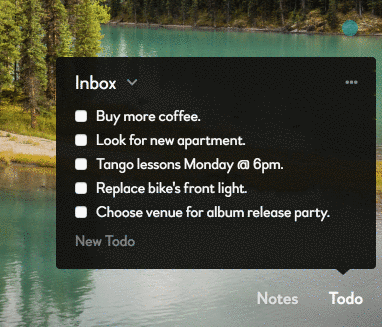 Inbox
Buy more coffee.
Look for new apartment.
Tango lessons Monday @ 6pm.
Replace bike's front light.
Choose venue for album release party.
New Todo
Notes Todo